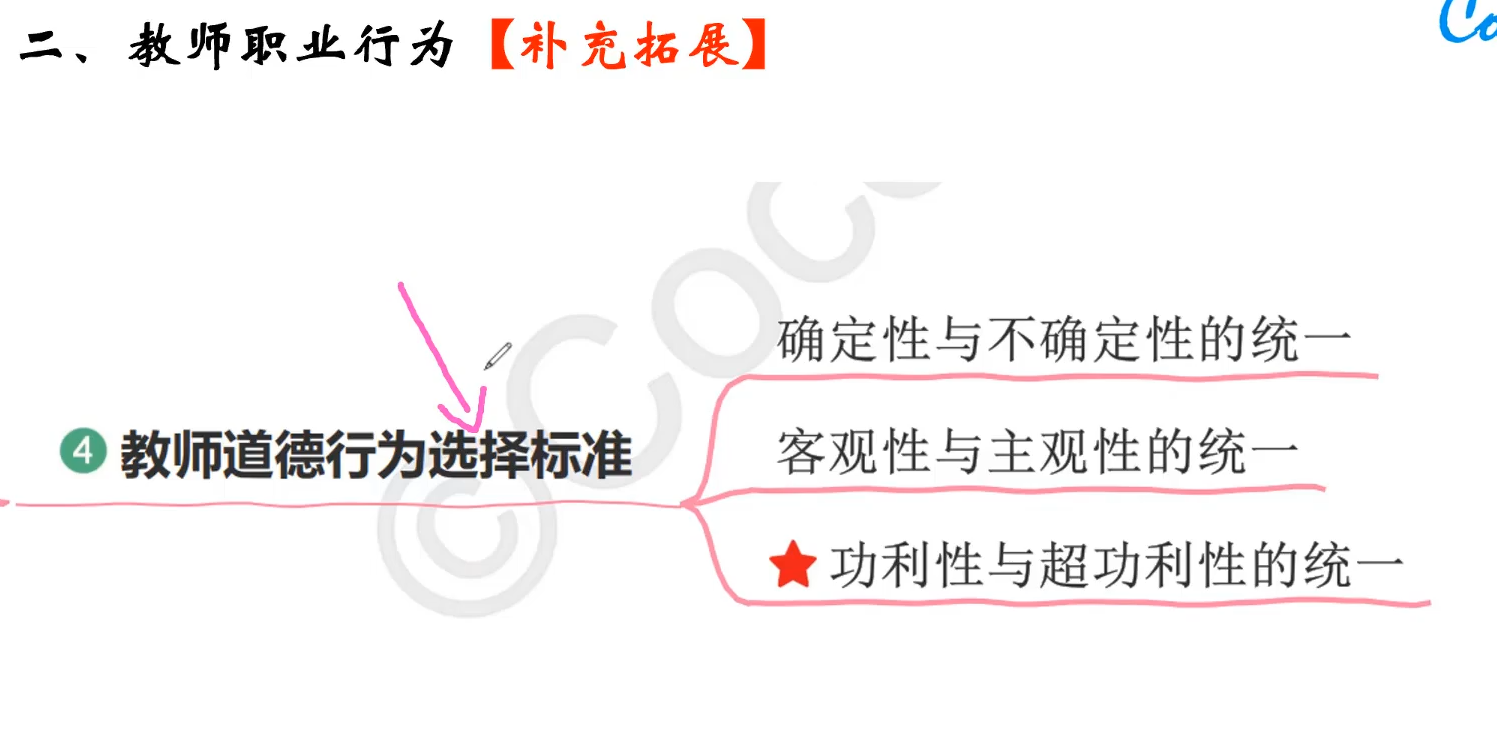 二、教师职业行为【补充拓展】
Co
©Coco
确定性与不确定性的统一
4 教师道德行为选择标准
客观性与主观性的统一
★ 功利性与超功利性的统一